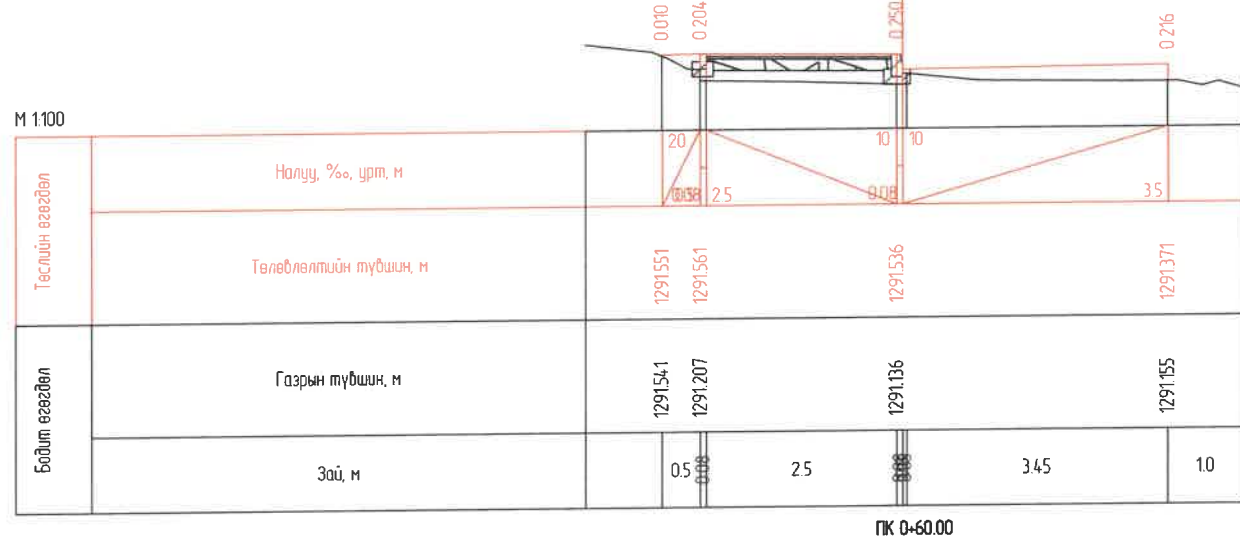 0.010 0.204 0.250 0.216
М 1:100
Төслийн өгөгдөл
Налуу, ‰, урт, м
20 10 10
2.5 0.08 3.5
Төлөвлөлтийн түвшин, м
1291.551 1291.561 1291.536 1291.371
Бодит өгөгдөл
Газрын түвшин, м
1291.541 1291.207 1291.136 1291.155
Зай, м
0.5 2.5 3.45 1.0
ПК 0+60.00